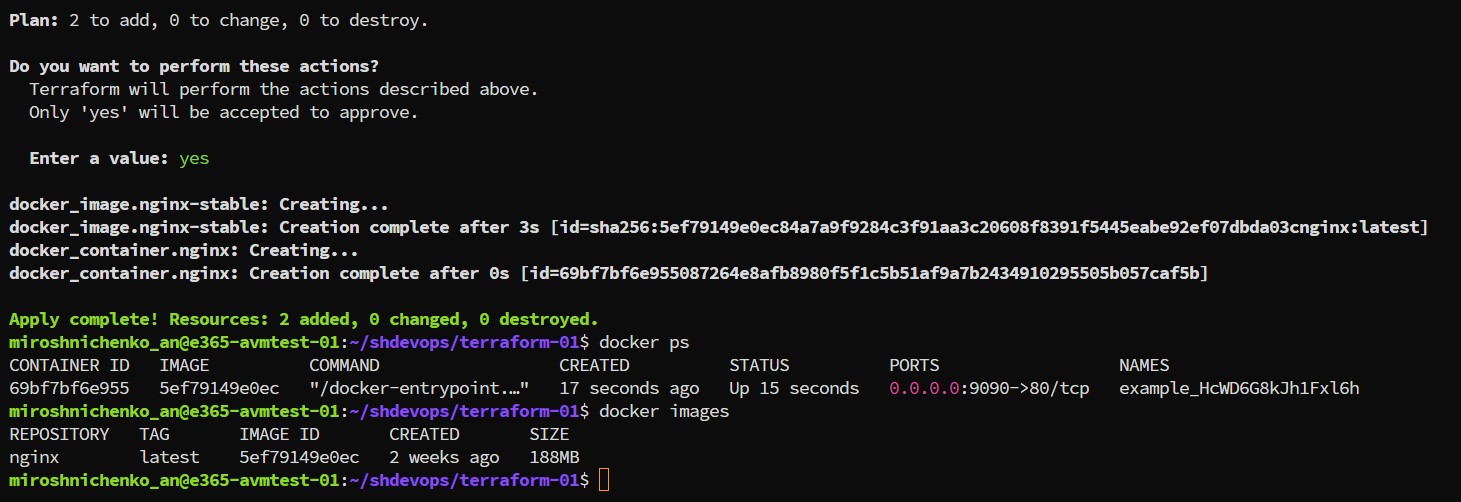 Plan: 2 to add, 0 to change, 0 to destroy.
Do you want to perform these actions?
Terraform will perform the actions described above.
Only 'yes' will be accepted to approve.
Enter a value: yes
docker_image.nginx-stable: Creating...
docker_image.nginx-stable: Creation complete after 3s [id=sha256:5ef79149e0ec84a7a9f9284c3f91aa3c20608f8391f5445eabe92ef07dbda03cnginx:latest]
docker_container.nginx: Creating...
docker_container.nginx: Creation complete after 0s [id=69bf7bf6e955087264e8afb8980f5f1c5b51af9a7b2434910295505b057caf5b]
Apply complete! Resources: 2 added, 0 changed, 0 destroyed.
miroshnichenko_an@e365-avmtest-01:~/shdevops/terraform-01$ docker ps
CONTAINER ID   IMAGE          COMMAND                  CREATED          STATUS          PORTS                  NAMES
69bf7bf6e955   5ef79149e0ec   "/docker-entrypoint.…"   17 seconds ago   Up 15 seconds   0.0.0.0:9090->80/tcp   example_HcWD6G8kJh1Fxl6h
miroshnichenko_an@e365-avmtest-01:~/shdevops/terraform-01$ docker images
REPOSITORY   TAG       IMAGE ID       CREATED       SIZE
nginx        latest    5ef79149e0ec   2 weeks ago   188MB
miroshnichenko_an@e365-avmtest-01:~/shdevops/terraform-01$